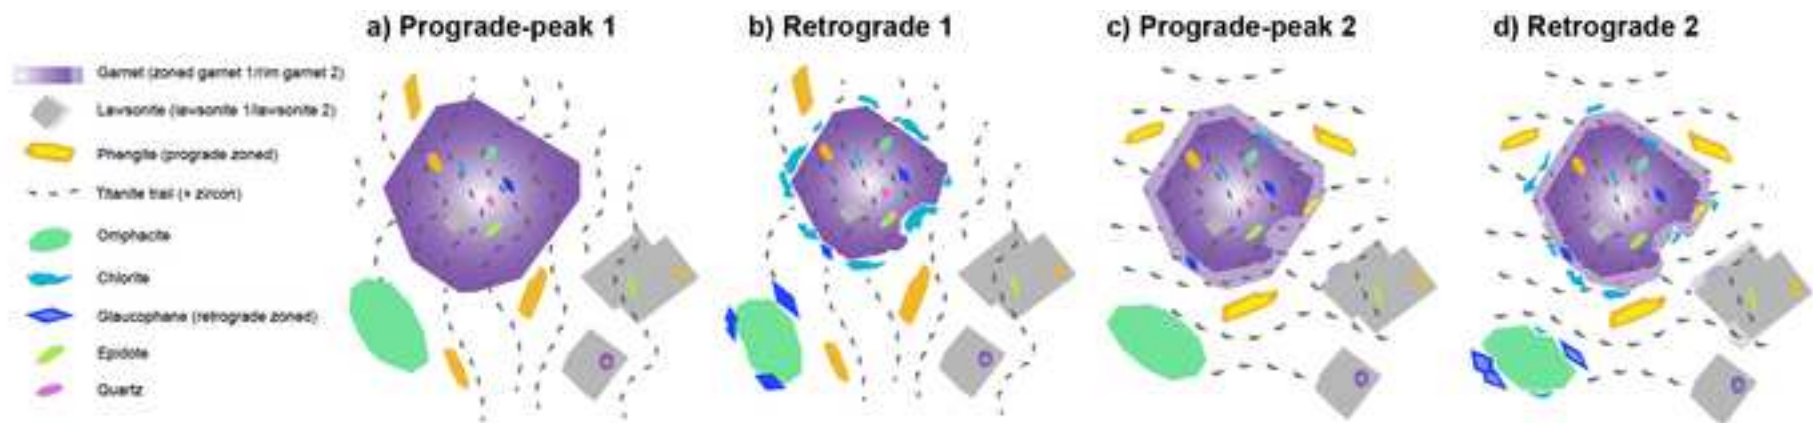 a) Prograde-peak 1
b) Retrograde 1
c) Prograde-peak 2
d) Retrograde 2
Garnet (zoned garnet 1/rim garnet 2)
Lawsonite (lawsonite 1/lawsonite 2)
Phengite (prograde zoned)
Titanite trail (+ zircon)
Omphacite
Chlorite
Glaucophane (retrograde zoned)
Epidote
Quartz